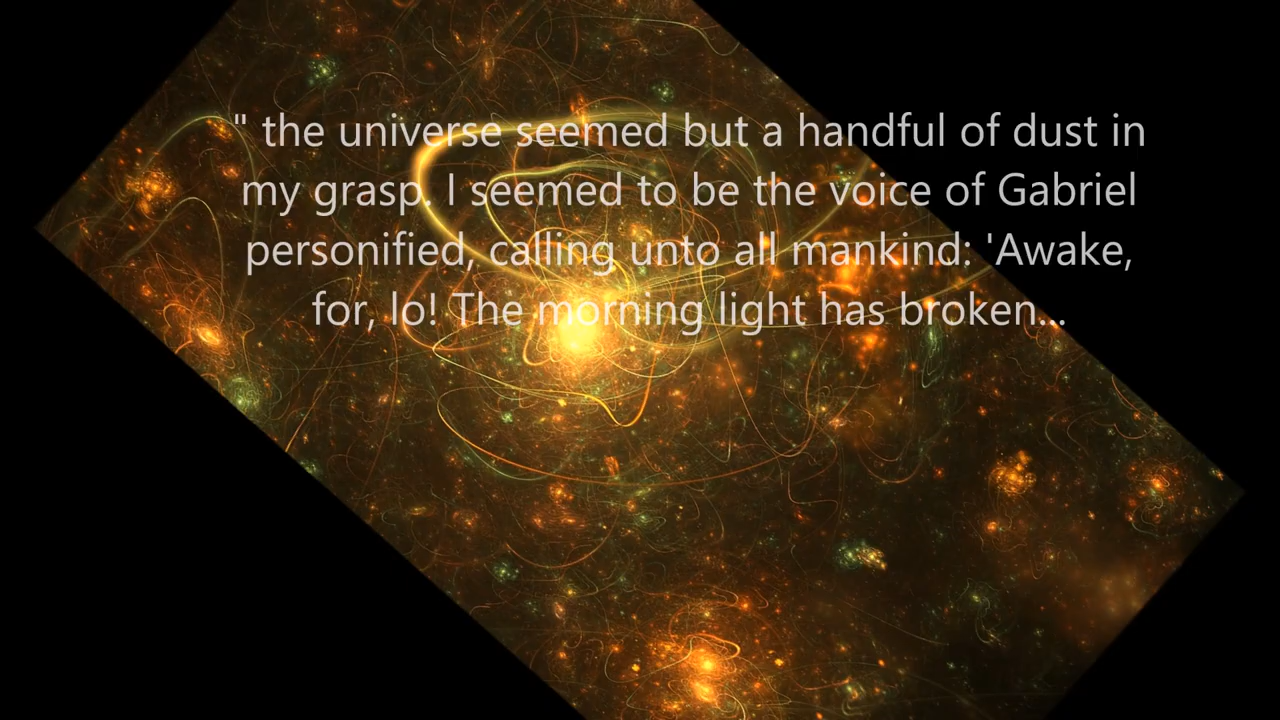 " the universe seemed but a handful of dust in
my grasp. I seemed to be the voice of Gabriel
personified, calling unto all mankind: 'Awake,
for, lo! The morning light has broken...